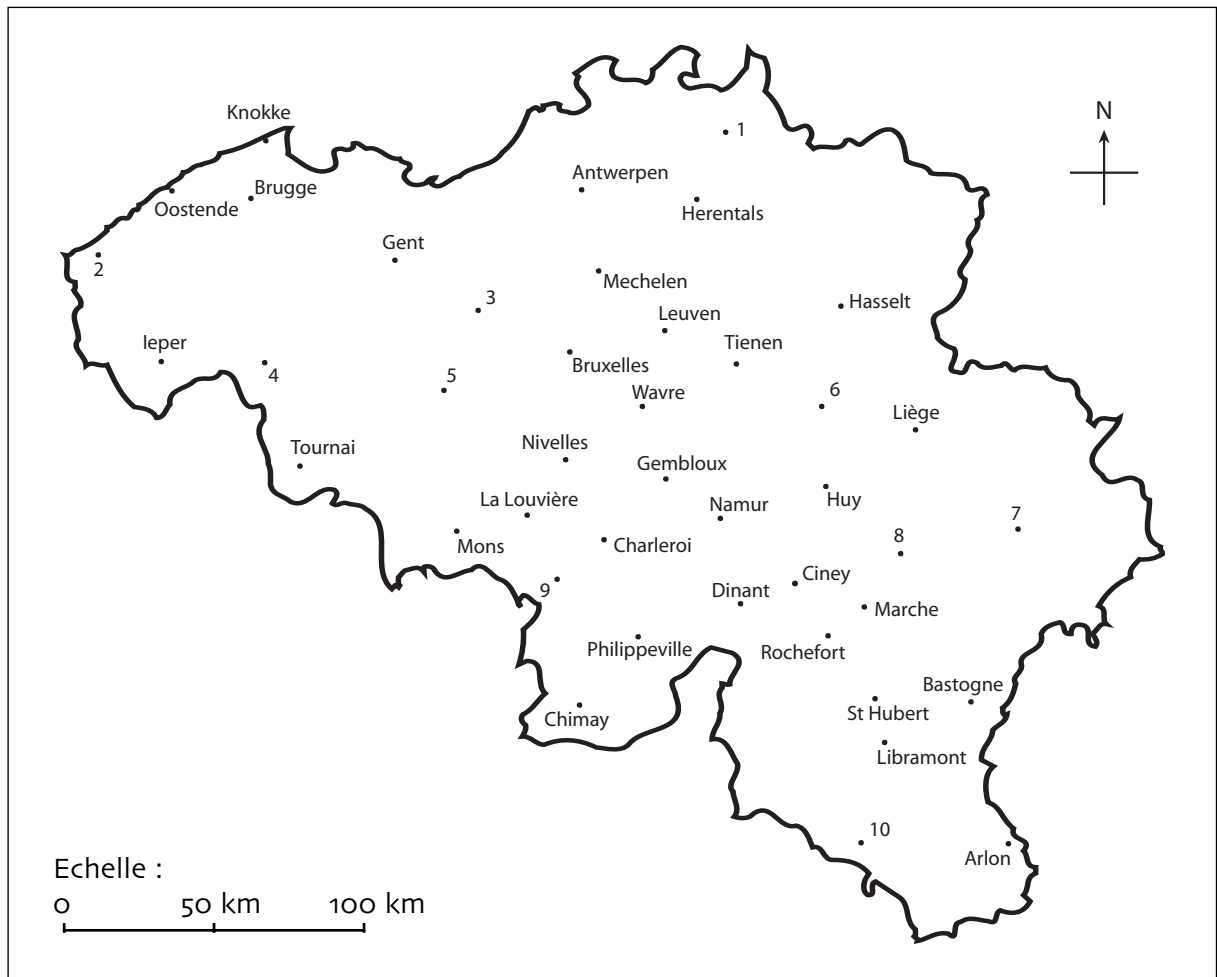 Knokke
N
1
Antwerpen
Brugge
Oostende
Herentals
Gent
2
Mechelen
3
Hasselt
Leuven
Ieper
Tienen
Bruxelles
4
5
Wavre
6
Liège
Tournai
Nivelles
Gembloux
La Louvière
Namur
Huy
7
Mons
Charleroi
8
Ciney
9
Dinant
Marche
Philippeville
Rochefort
Bastogne
St Hubert
Chimay
Libramont
10
Arlon
Echelle :
0 50 km 100 km